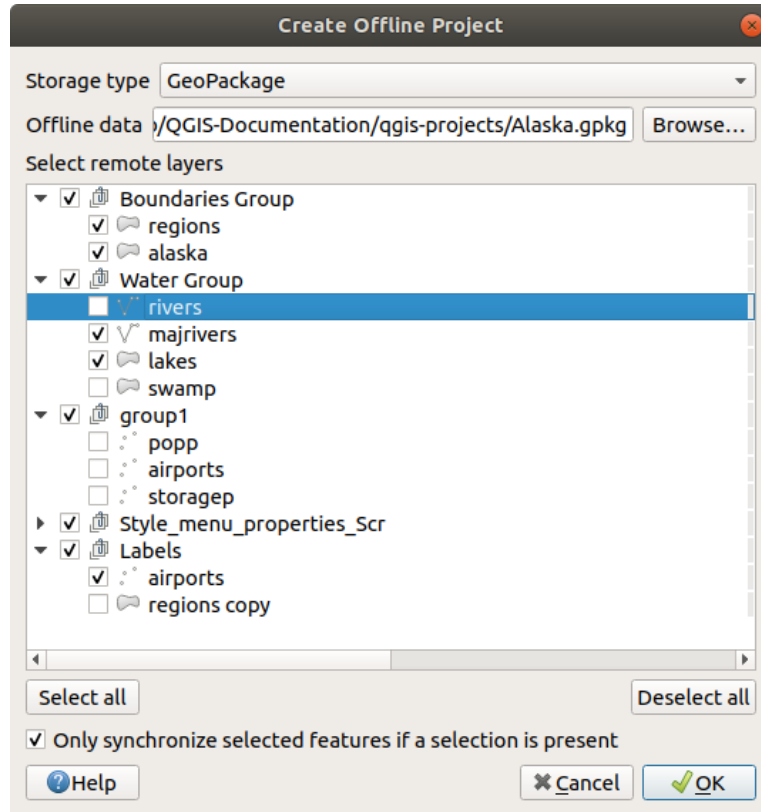 Create Offline Project
Storage type GeoPackage
Offline data /QGIS-Documentation/qgis-projects/Alaska.gpkg Browse...
Select remote layers
Boundaries Group
regions
alaska
Water Group
rivers
majrivers
lakes
swamp
group1
popp
airports
storagep
Style_menu_properties_Scr
Labels
airports
regions copy
Select all Deselect all
Only synchronize selected features if a selection is present
Help Cancel OK